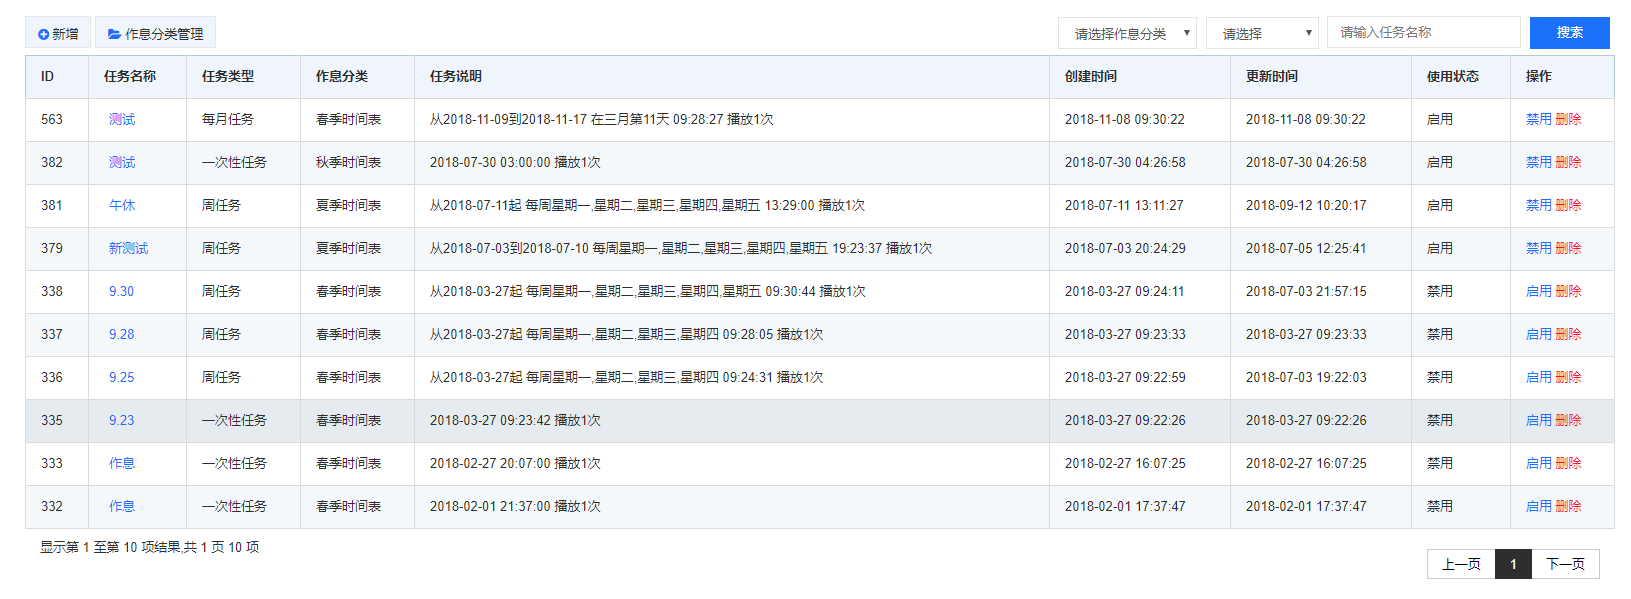 新增 作息分类管理 请选择作息分类 请选择 请输入任务名称 搜索
ID 任务名称 任务类型 作息分类 任务说明 创建时间 更新时间 使用状态 操作
563 测试 每月任务 春季时间表 从2018-11-09到2018-11-17 在三月第11天 09:28:27 播放1次 2018-11-08 09:30:22 2018-11-08 09:30:22 启用 禁用 删除
382 测试 一次性任务 秋季时间表 2018-07-30 03:00:00 播放1次 2018-07-30 04:26:58 2018-07-30 04:26:58 启用 禁用 删除
381 午休 周任务 夏季时间表 从2018-07-11起 每周星期一,星期二,星期三,星期四,星期五 13:29:00 播放1次 2018-07-11 13:11:27 2018-09-12 10:20:17 启用 禁用 删除
379 新测试 周任务 夏季时间表 从2018-07-03到2018-07-10 每周星期一,星期二,星期三,星期四,星期五 19:23:37 播放1次 2018-07-03 20:24:29 2018-07-05 12:25:41 启用 禁用 删除
338 9.30 周任务 春季时间表 从2018-03-27起 每周星期一,星期二,星期三,星期四,星期五 09:30:44 播放1次 2018-03-27 09:24:11 2018-07-03 21:57:15 禁用 启用 删除
337 9.28 周任务 春季时间表 从2018-03-27起 每周星期一,星期二,星期三,星期四 09:28:05 播放1次 2018-03-27 09:23:33 2018-03-27 09:23:33 禁用 启用 删除
336 9.25 周任务 春季时间表 从2018-03-27起 每周星期一,星期二,星期三,星期四 09:24:31 播放1次 2018-03-27 09:22:59 2018-07-03 19:22:03 禁用 启用 删除
335 9.23 一次性任务 春季时间表 2018-03-27 09:23:42 播放1次 2018-03-27 09:22:26 2018-03-27 09:22:26 禁用 启用 删除
333 作息 一次性任务 春季时间表 2018-02-27 20:07:00 播放1次 2018-02-27 16:07:25 2018-02-27 16:07:25 禁用 启用 删除
332 作息 一次性任务 春季时间表 2018-02-01 21:37:00 播放1次 2018-02-01 17:37:47 2018-02-01 17:37:47 禁用 启用 删除
显示第 1 至第 10 项结果,共 1 页 10 项
上一页 1 下一页